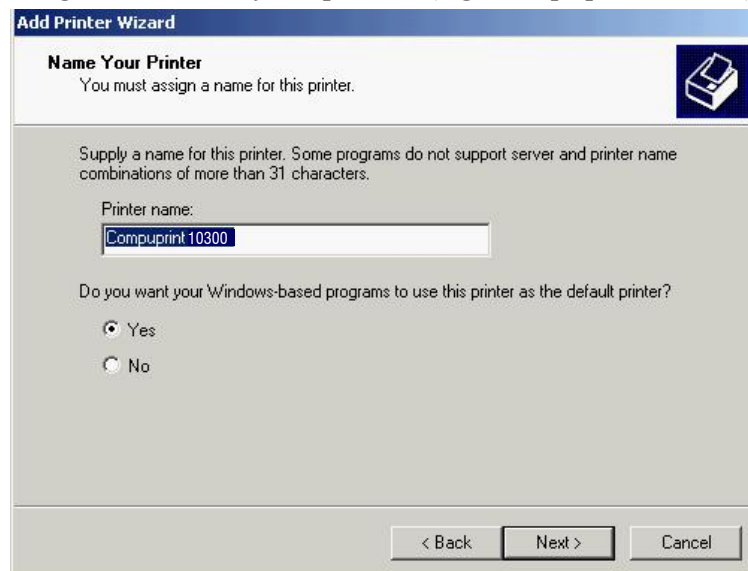 Add Printer Wizard
Name Your Printer
You must assign a name for this printer.
Supply a name for this printer. Some programs do not support server and printer name
combinations of more than 31 characters.
Printer name:
Compuprint 10300
Do you want your Windows-based programs to use this printer as the default printer?
Yes
No
< Back
Next >
Cancel